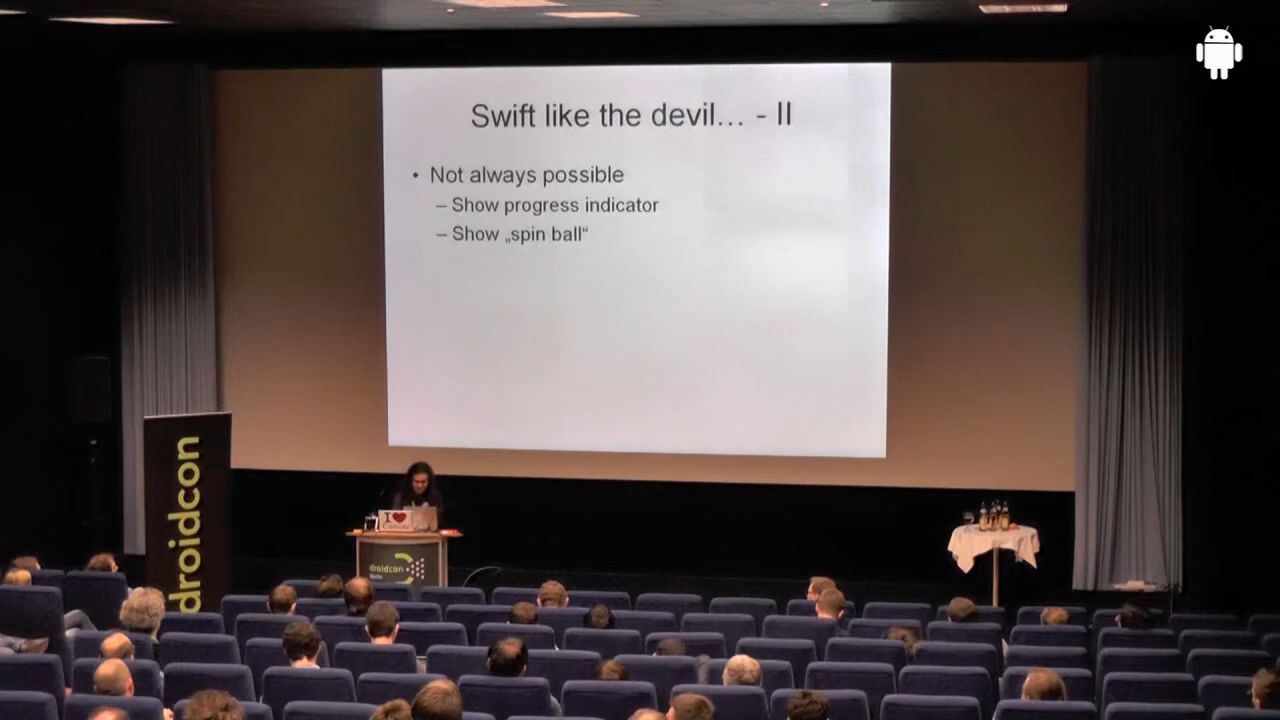 Swift like the devil… - II
• Not always possible
– Show progress indicator
– Show „spin ball“
droidcon
I ❤
droidcon